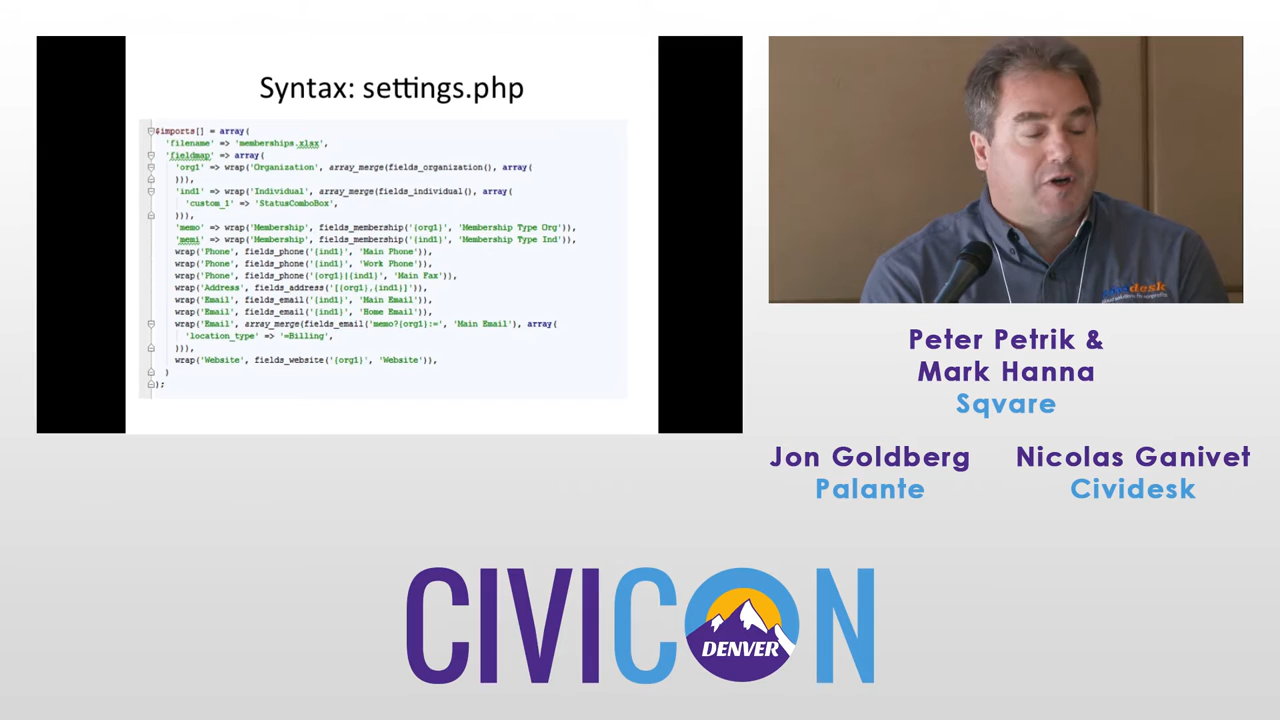 Syntax: settings.php
$imports[] = array(
'filename' => 'memberships.xlsx',
'fieldmap' => array(
'org1' => wrap('Organization', array_merge(fields_organization(), array(
))),
'ind1' => wrap('Individual', array_merge(fields_individual(), array(
'custom_1' => 'StatusComboBox',
))),
'memo' => wrap('Membership', fields_membership('{org1}', 'Membership Type Org')),
'memi' => wrap('Membership', fields_membership('{ind1}', 'Membership Type Ind')),
wrap('Phone', fields_phone('{ind1}', 'Main Phone')),
wrap('Phone', fields_phone('{ind1}', 'Work Phone')),
wrap('Phone', fields_phone('{org1}|{ind1}', 'Main Fax')),
wrap('Address', fields_address('[{org1},{ind1}]')),
wrap('Email', fields_email('{ind1}', 'Main Email')),
wrap('Email', fields_email('{ind1}', 'Home Email')),
wrap('Email', array_merge(fields_email('memo?{org1}:=', 'Main Email'), array(
'location_type' => '=Billing',
))),
wrap('Website', fields_website('{org1}', 'Website')),
)
);
Peter Petrik &
Mark Hanna
Sqvare
Jon Goldberg
Palante
Nicolas Ganivet
Cividesk
CIVICON
DENVER